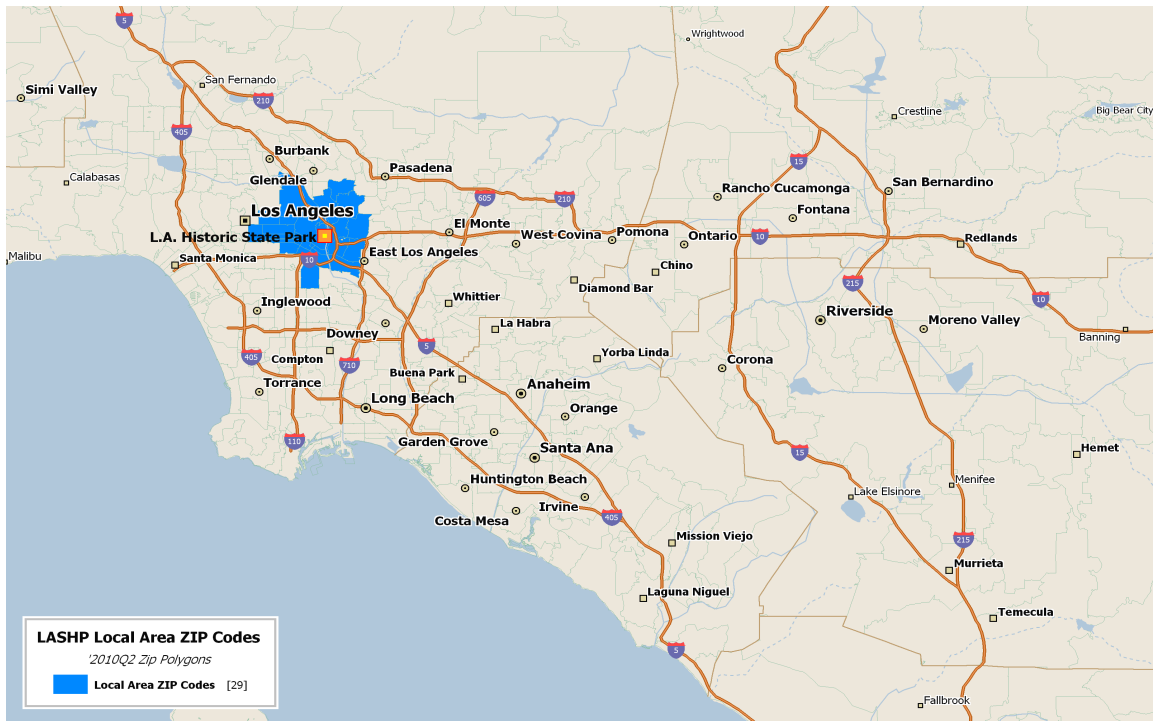 5
Wrightwood
San Fernando
Simi Valley
210
Crestline
Big Bear City
405
Burbank
15
Pasadena
Glendale
Calabasas
San Bernardino
Rancho Cucamonga
605
210
Los Angeles
Fontana
El Monte
L.A. Historic State Park
West Covina
Pomona
Ontario
10
Redlands
East Los Angeles
Malibu
Santa Monica
10
Chino
Diamond Bar
215
10
Inglewood
Whittier
Riverside
Moreno Valley
La Habra
Downey
Banning
5
405
Compton
Yorba Linda
Corona
710
Buena Park
Torrance
Anaheim
Long Beach
Orange
110
Garden Grove
Santa Ana
15
Hemet
Huntington Beach
Menifee
Lake Elsinore
Irvine
Costa Mesa
405
Mission Viejo
215
Murrieta
Laguna Niguel
Temecula
5
Fallbrook
LASHP Local Area ZIP Codes
'2010Q2 Zip Polygons
Local Area ZIP Codes [29]